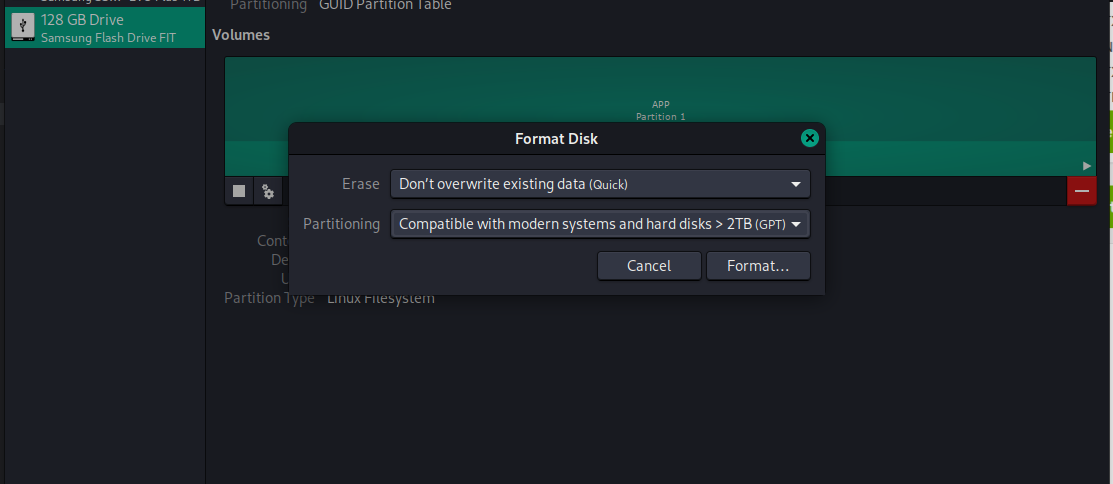 Partitioning GUID Partition Table
128 GB Drive
Samsung Flash Drive FIT
Volumes
APP
Partition 1
Format Disk
Erase Don't overwrite existing data (Quick)
Partitioning Compatible with modern systems and hard disks > 2TB (GPT)
Cancel Format...
Cont
De
U
Partition Type Linux Filesystem